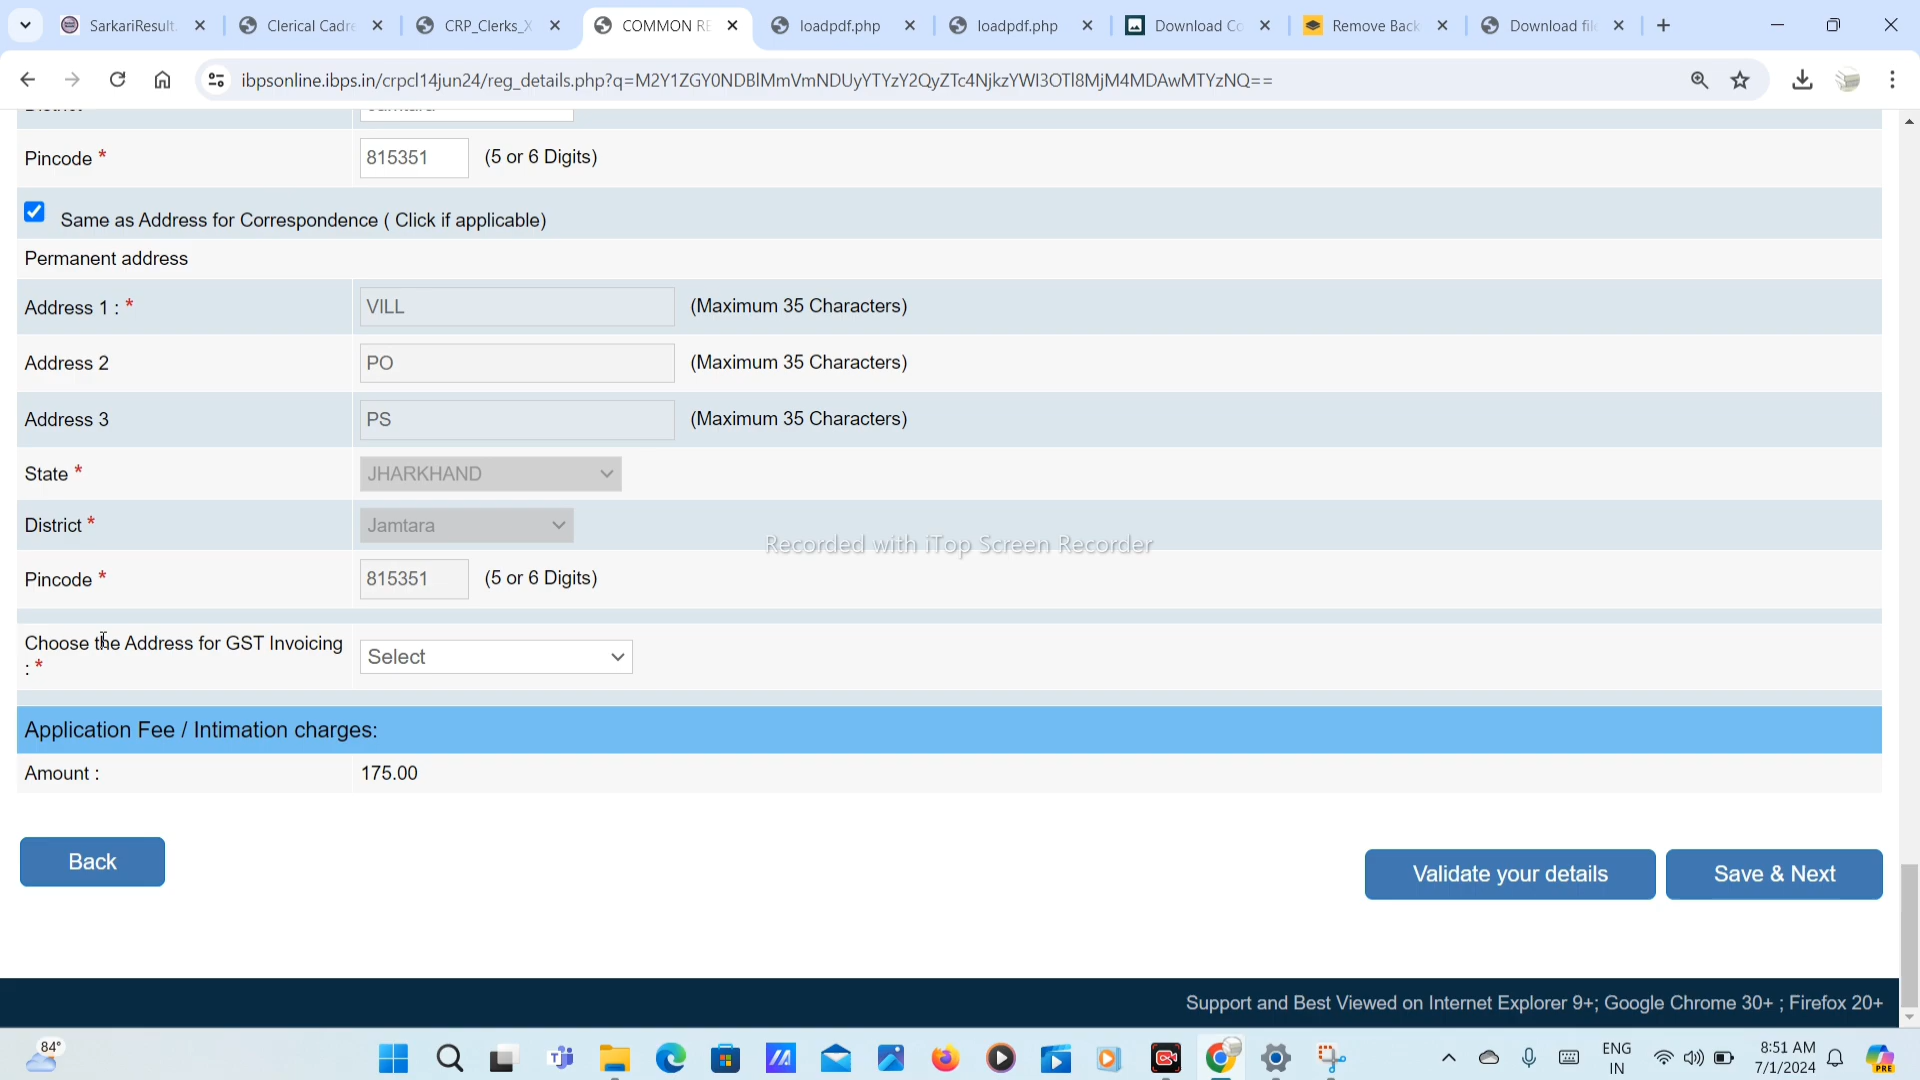 SarkariResult.
Clerical Cadre
CRP_Clerks_X
COMMON RE
loadpdf.php
loadpdf.php
Download Co
Remove Back
Download file
ibpsonline.ibps.in/crpcl14jun24/reg_details.php?q=M2Y1ZGY0NDBlMmVmNDUyYTYzY2QyZTc4NjkzYWI3OTI8MjM4MDAwMTYzNQ==
Pincode * 815351 (5 or 6 Digits)
Same as Address for Correspondence ( Click if applicable)
Permanent address
Address 1 : * VILL (Maximum 35 Characters)
Address 2 PO (Maximum 35 Characters)
Address 3 PS (Maximum 35 Characters)
State * JHARKHAND
District * Jamtara
Recorded with iTop Screen Recorder
Pincode * 815351 (5 or 6 Digits)
Choose the Address for GST Invoicing
: * Select
Application Fee / Intimation charges:
Amount : 175.00
Back
Validate your details
Save & Next
Support and Best Viewed on Internet Explorer 9+; Google Chrome 30+ ; Firefox 20+
84°
ENG
IN
8:51 AM
7/1/2024
PRE